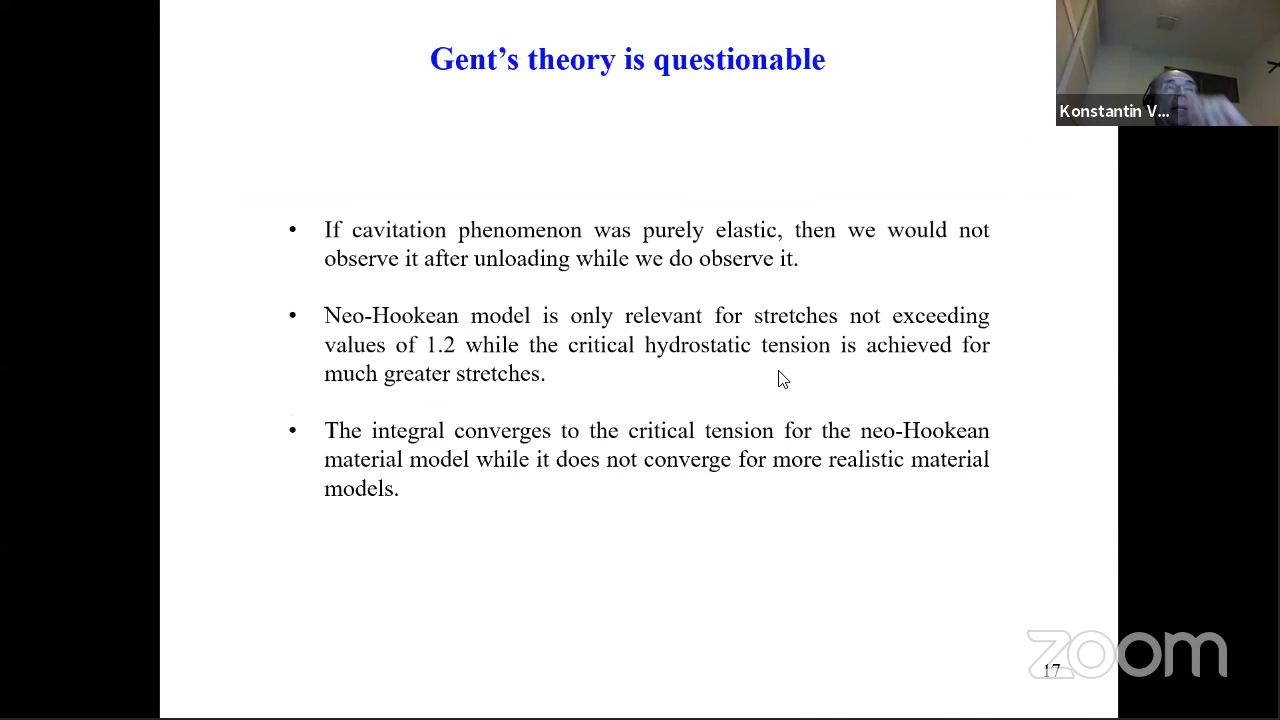 Gent's theory is questionable
Konstantin V...
• If cavitation phenomenon was purely elastic, then we would not
observe it after unloading while we do observe it.
• Neo-Hookean model is only relevant for stretches not exceeding
values of 1.2 while the critical hydrostatic tension is achieved for
much greater stretches.
• The integral converges to the critical tension for the neo-Hookean
material model while it does not converge for more realistic material
models.
zoom
17